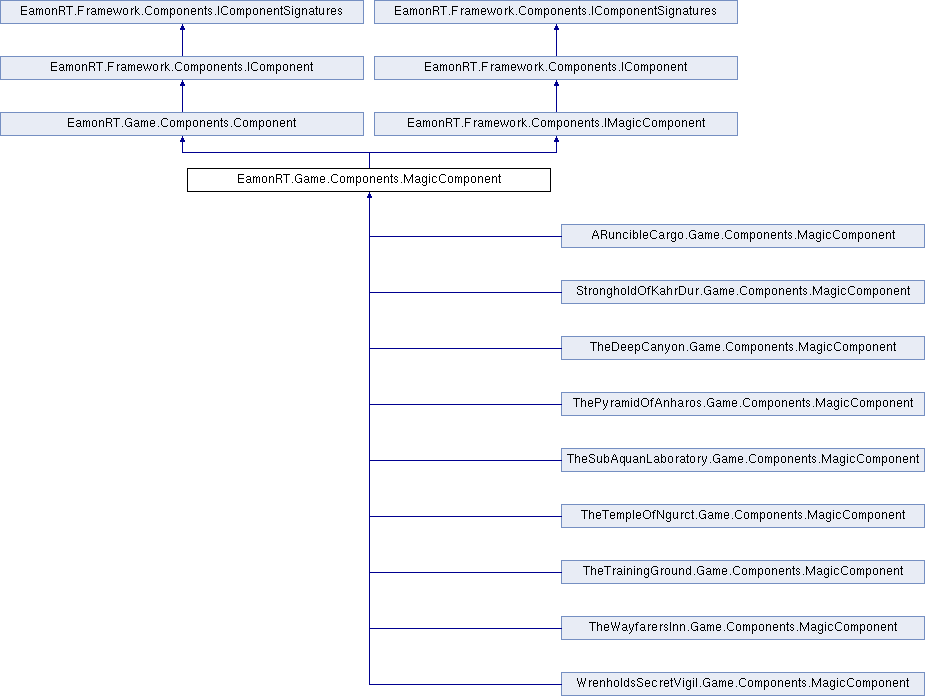 EamonRT.Framework.Components.IComponentSignatures
EamonRT.Framework.Components.IComponentSignatures
EamonRT.Framework.Components.IComponent
EamonRT.Framework.Components.IComponent
EamonRT.Game.Components.Component
EamonRT.Framework.Components.IMagicComponent
EamonRT.Game.Components.MagicComponent
ARuncibleCargo.Game.Components.MagicComponent
StrongholdOfKahrDur.Game.Components.MagicComponent
TheDeepCanyon.Game.Components.MagicComponent
ThePyramidOfAnharos.Game.Components.MagicComponent
TheSubAquanLaboratory.Game.Components.MagicComponent
TheTempleOfNgurct.Game.Components.MagicComponent
TheTrainingGround.Game.Components.MagicComponent
TheWayfarersInn.Game.Components.MagicComponent
WrenholdsSecretVigil.Game.Components.MagicComponent